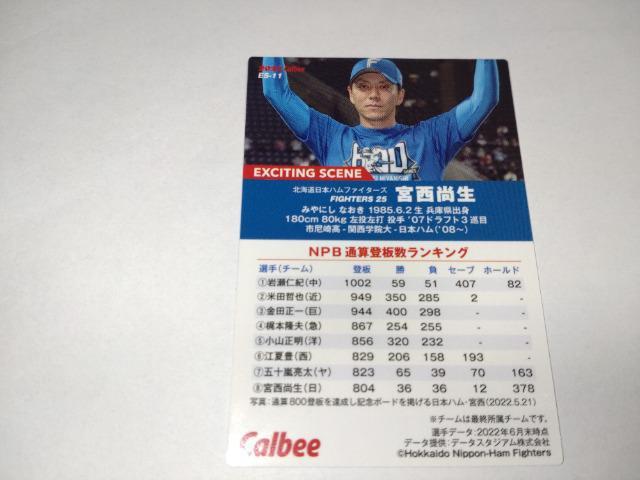 Calbee
ES-11
F
EXCITING SCENE
北海道日本ハムファイターズ
FIGHTERS 25 宮西尚生
みやにし なおき 1985.6.2 生 兵庫県出身
180cm 80kg 左投左打 投手 '07ドラフト3巡目
市尼崎高 - 関西学院大 - 日本ハム('08~)
NPB 通算登板数ランキング
選手(チーム) 登板 勝 負 セーブ ホールド
①岩瀬仁紀(中) 1002 59 51 407 82
②米田哲也(近) 949 350 285 2 -
③金田正一(巨) 944 400 298 - -
④梶本隆夫(急) 867 254 255 - -
⑤小山正明(洋) 856 320 232 - -
⑥江夏豊(西) 829 206 158 193 -
⑦五十嵐亮太(ヤ) 823 65 39 70 163
⑧宮西尚生(日) 804 36 36 12 378
写真:通算800登板を達成し記念ボードを掲げる日本ハム・宮西(2022.5.21)
※チームは最終所属チームです。
選手データ:2022年6月末時点
データ提供:データスタジアム株式会社
Calbee
©Hokkaido Nippon-Ham Fighters